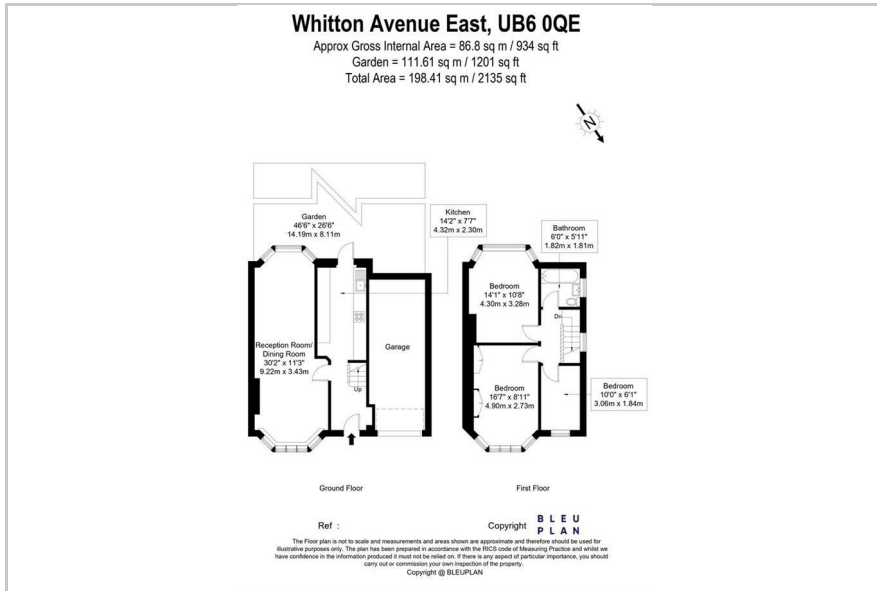 Whitton Avenue East, UB6 0QE
Approx Gross Internal Area = 86.8 sq m / 934 sq ft
Garden = 111.61 sq m / 1201 sq ft
Total Area = 198.41 sq m / 2135 sq ft
N
Garden
46'6" x 26'6"
14.19m x 8.11m
Kitchen
14'2" x 7'7"
4.32m x 2.30m
Reception Room/
Dining Room
30'2" x 11'3"
9.22m x 3.43m
Garage
Up
Ground Floor
Bathroom
6'0" x 5'11"
1.82m x 1.81m
Bedroom
14'1" x 10'8"
4.30m x 3.28m
Dn
Bedroom
16'7" x 8'11"
4.90m x 2.73m
Bedroom
10'0" x 6'1"
3.06m x 1.84m
First Floor
Ref :
Copyright
BLEU
PLAN
The Floor plan is not to scale and measurements and areas shown are approximate and therefore should be used for
illustrative purposes only. The plan has been prepared in accordance with the RICS code of Measuring Practice and whilst we
have confidence in the information produced it must not be relied on. If there is any aspect of particular importance, you should
carry out or commission your own inspection of the property.
Copyright @ BLEUPLAN